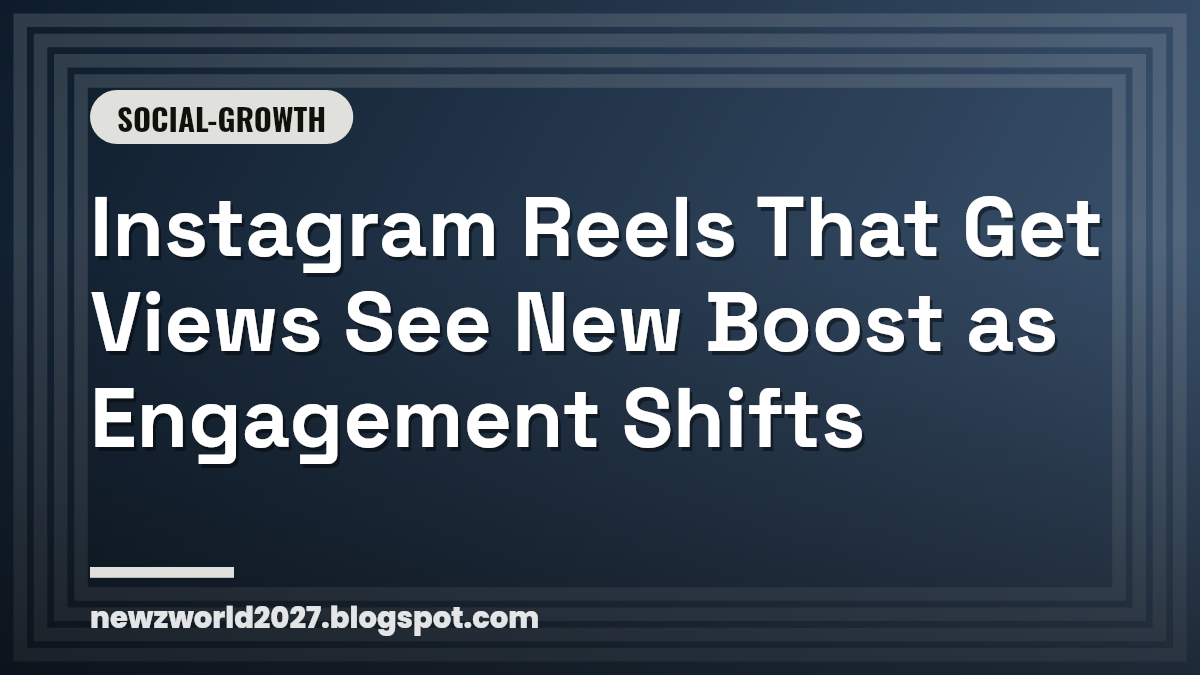 SOCIAL-GROWTH
Instagram Reels That Get
Views See New Boost as
Engagement Shifts
newzworld2027.blogspot.com